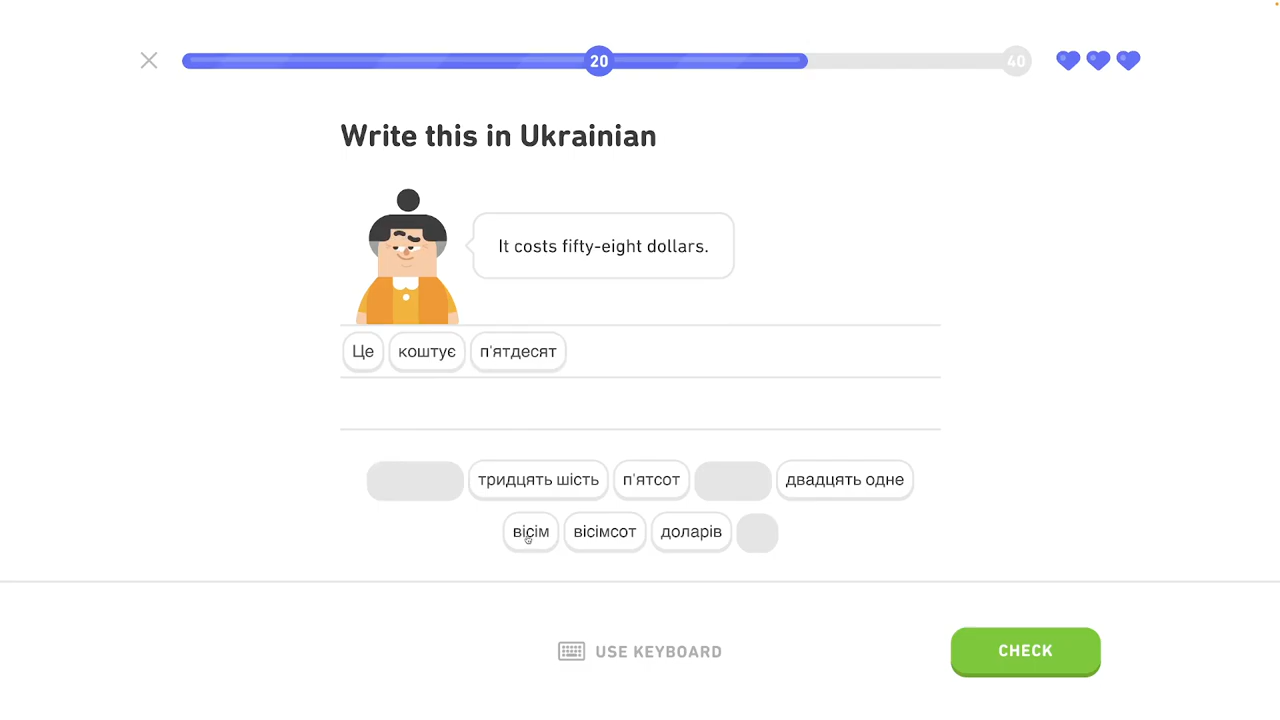 20
40
Write this in Ukrainian
It costs fifty-eight dollars.
Це коштує п'ятдесят
тридцять шість п'ятсот двадцять одне
вісім вісімсот доларів
USE KEYBOARD
CHECK